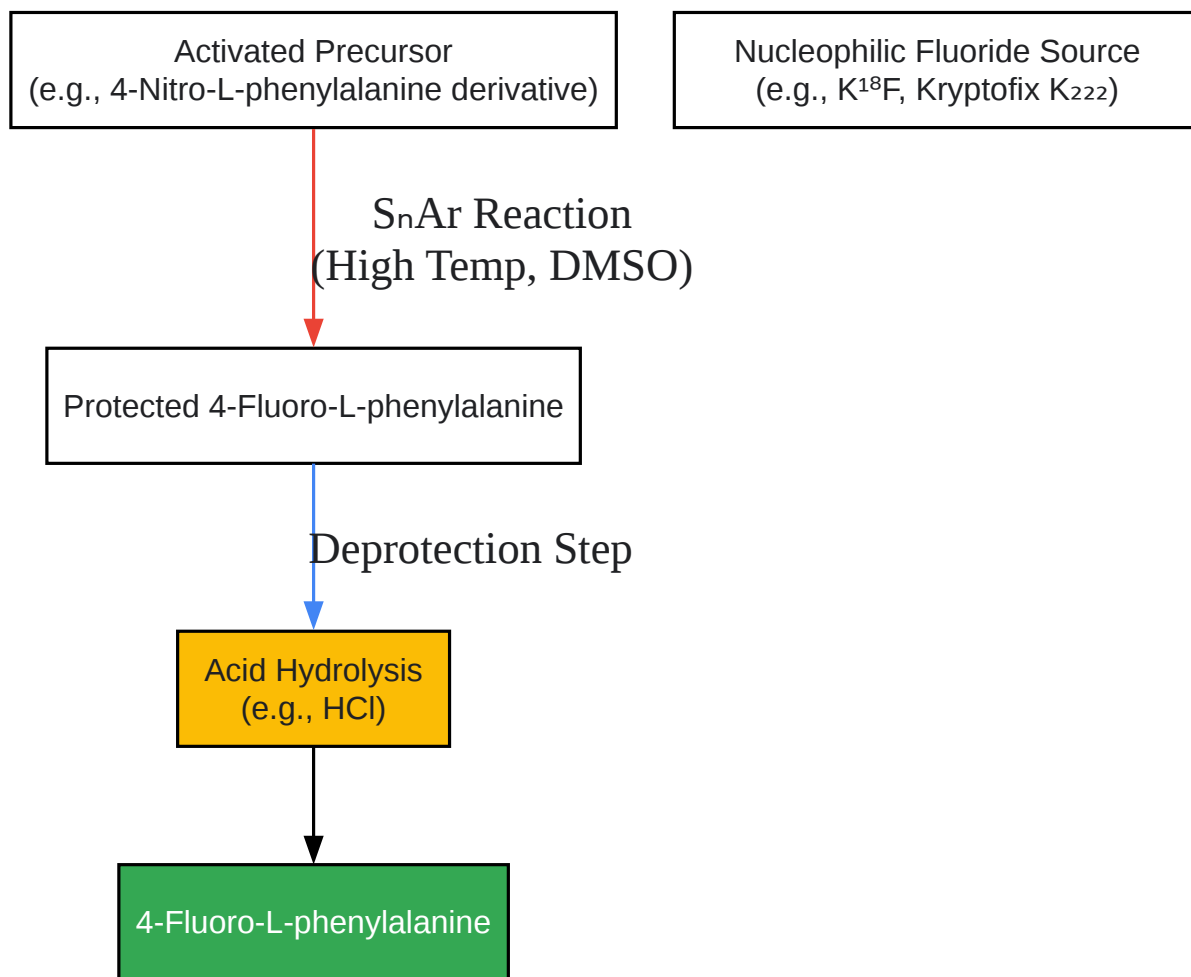 Activated Precursor
(e.g., 4-Nitro-L-phenylalanine derivative)
Nucleophilic Fluoride Source
(e.g., K¹⁸F, Kryptofix K₂₂₂)
SₙAr Reaction
(High Temp, DMSO)
Protected 4-Fluoro-L-phenylalanine
Deprotection Step
Acid Hydrolysis
(e.g., HCl)
4-Fluoro-L-phenylalanine